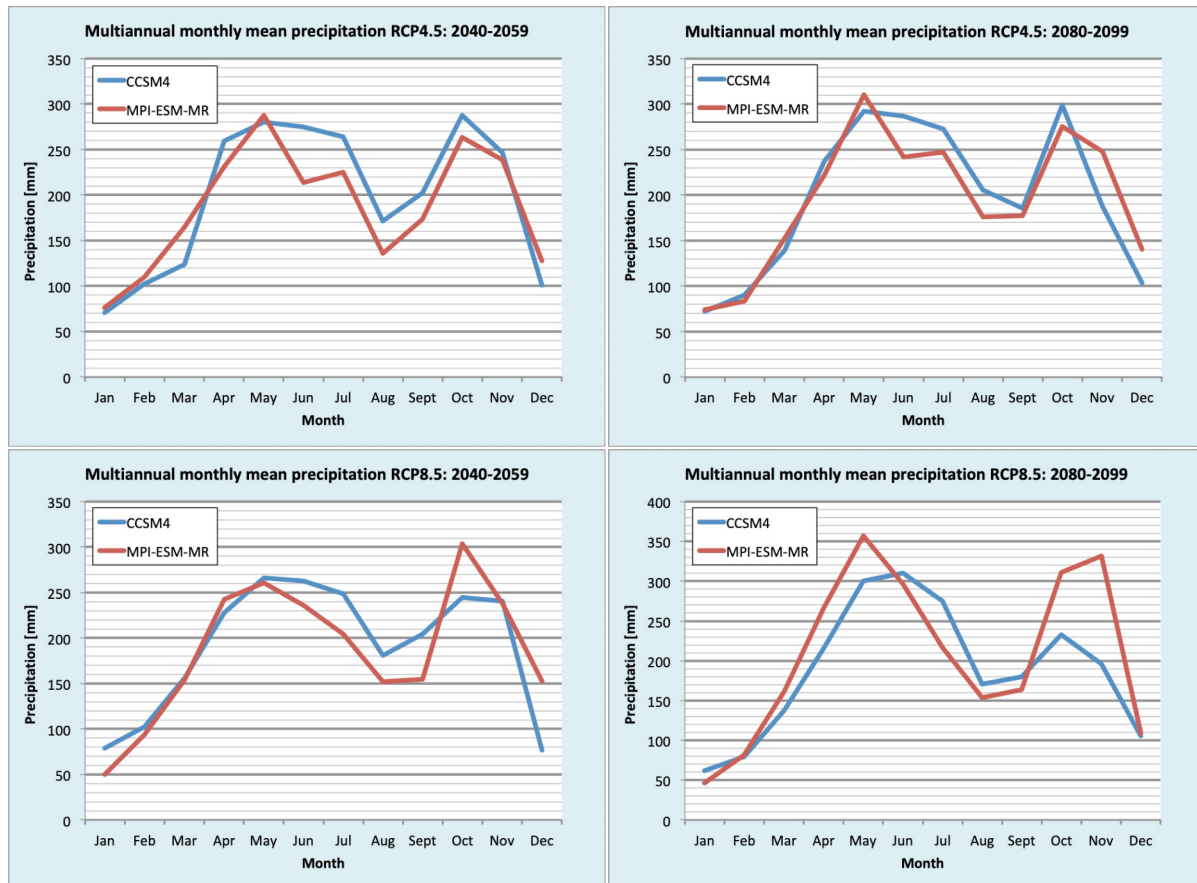 Multiannual monthly mean precipitation RCP4.5: 2040-2059
350
300
250
200
150
100
50
0
Precipitation [mm]
CCSM4
MPI-ESM-MR
Jan Feb Mar Apr May Jun Jul Aug Sept Oct Nov Dec
Month
Multiannual monthly mean precipitation RCP4.5: 2080-2099
350
300
250
200
150
100
50
0
Precipitation [mm]
CCSM4
MPI-ESM-MR
Jan Feb Mar Apr May Jun Jul Aug Sept Oct Nov Dec
Month
Multiannual monthly mean precipitation RCP8.5: 2040-2059
350
300
250
200
150
100
50
0
Precipitation [mm]
CCSM4
MPI-ESM-MR
Jan Feb Mar Apr May Jun Jul Aug Sept Oct Nov Dec
Month
Multiannual monthly mean precipitation RCP8.5: 2080-2099
400
350
300
250
200
150
100
50
0
Precipitation [mm]
CCSM4
MPI-ESM-MR
Jan Feb Mar Apr May Jun Jul Aug Sept Oct Nov Dec
Month